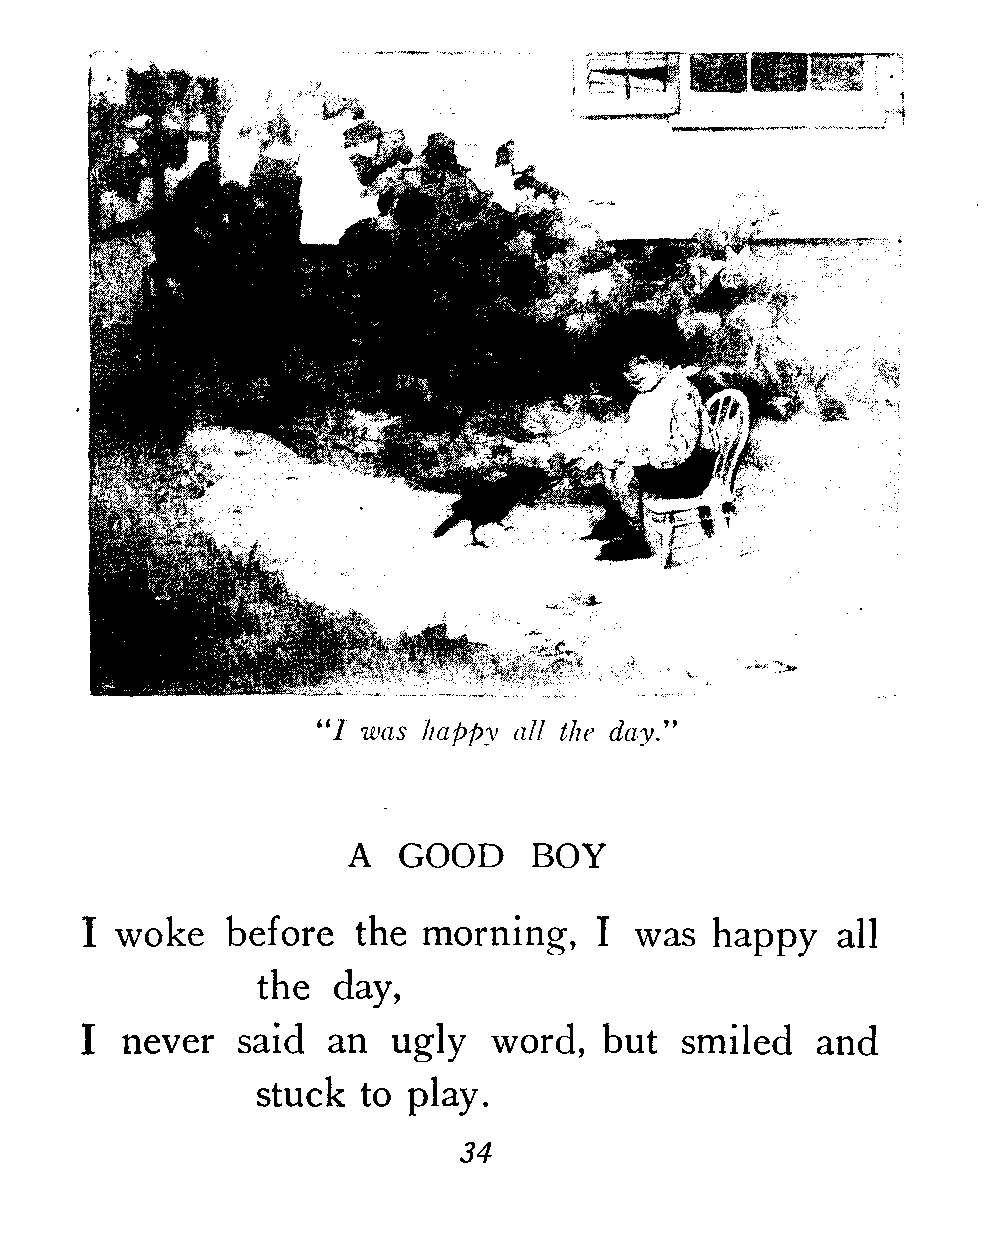 “I was happy all the day.”
A GOOD BOY
I woke before the morning, I was happy all
the day,
I never said an ugly word, but smiled and
stuck to play.
34